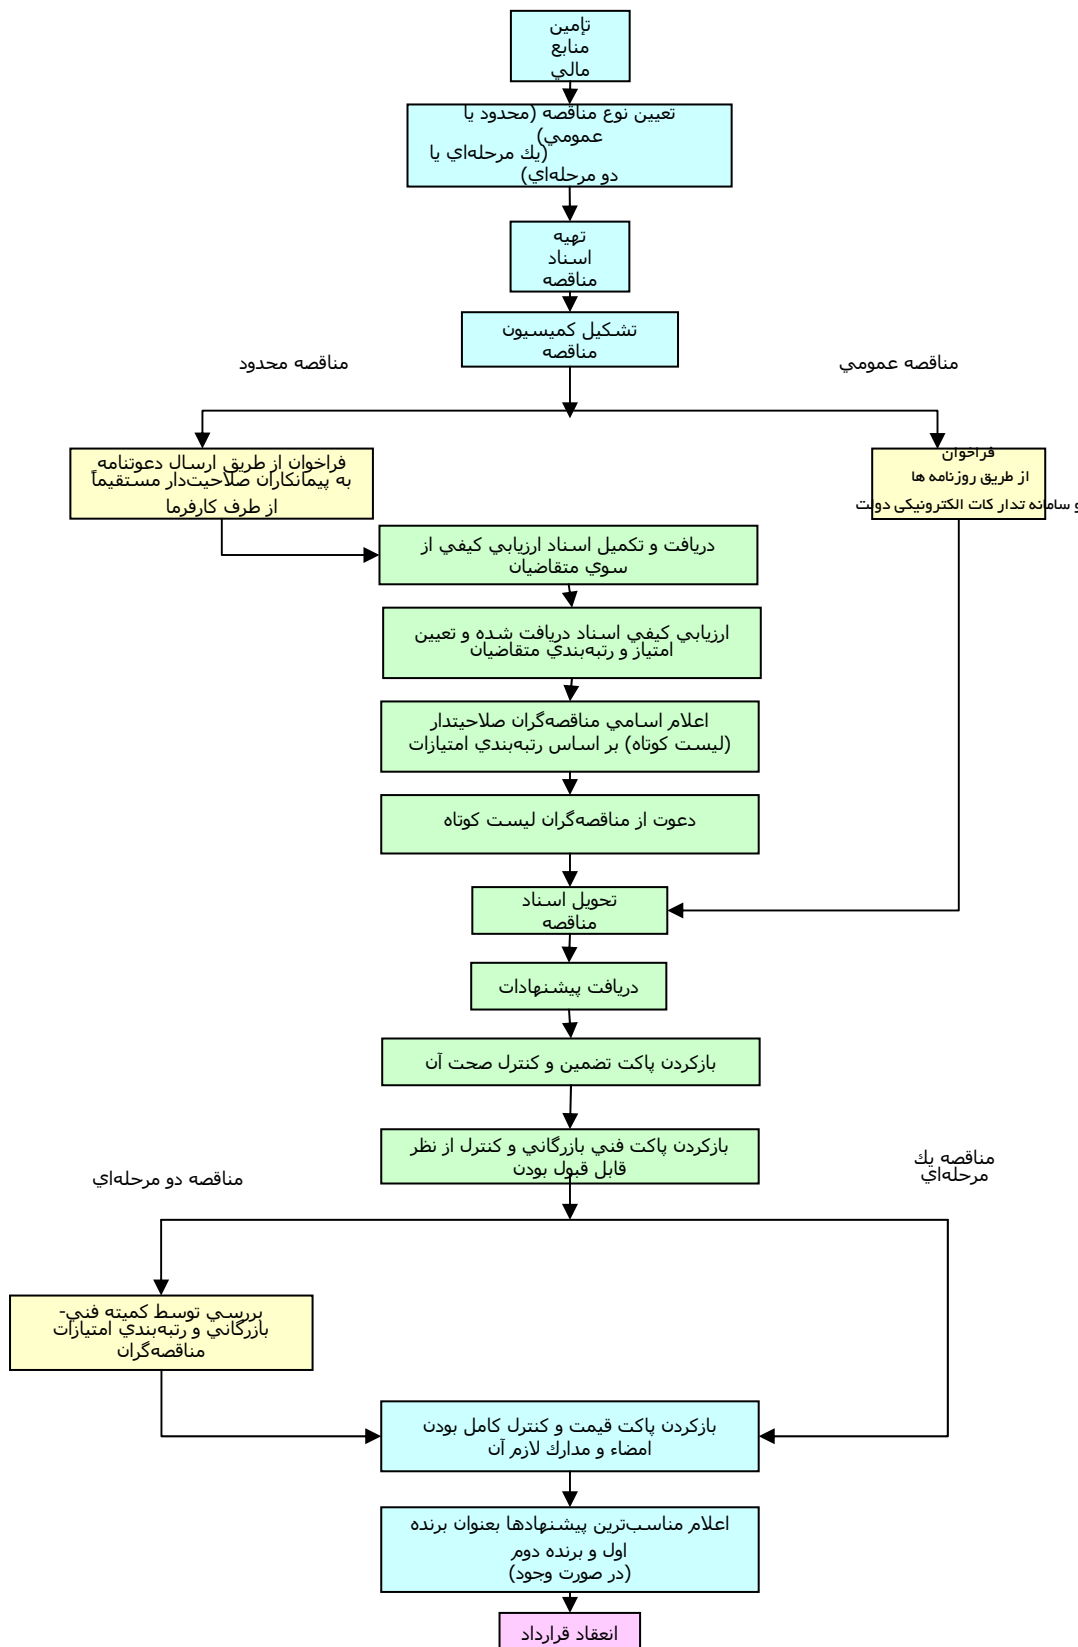 تإمين
منابع
مالي
تعيين نوع مناقصه (محدود يا
عمومي)
(يك مرحله‌اي يا
دو مرحله‌اي)
تهيه
اسناد
مناقصه
تشكيل كميسيون
مناقصه
مناقصه عمومي
مناقصه محدود
فراخوان
از طریق روزنامه ها
و سامانه تدار کات الکترونیکی دولت
فراخوان از طريق ارسال دعوتنامه
به پيمانكاران صلاحيت‌دار مستقيماً
از طرف كارفرما
دريافت و تكميل اسناد ارزيابي كيفي از
سوي متقاضيان
ارزيابي كيفي اسناد دريافت شده و تعيين
امتياز و رتبه‌بندي متقاضيان
اعلام اسامي مناقصه‌گران صلاحيتدار
(ليست كوتاه) بر اساس رتبه‌بندي امتيازات
دعوت از مناقصه‌گران ليست كوتاه
تحويل اسناد
مناقصه
دريافت پيشنهادات
بازكردن پاكت تضمين و كنترل صحت آن
بازكردن پاكت فني بازرگاني و كنترل از نظر
قابل قبول بودن
مناقصه يك
مرحله‌اي
مناقصه دو مرحله‌اي
بررسي توسط كميته فني-
بازرگاني و رتبه‌بندي امتيازات
مناقصه‌گران
بازكردن پاكت قيمت و كنترل كامل بودن
امضاء و مدارك لازم آن
اعلام مناسب‌ترين پيشنهادها بعنوان برنده
اول و برنده دوم
(در صورت وجود)
انعقاد قرارداد